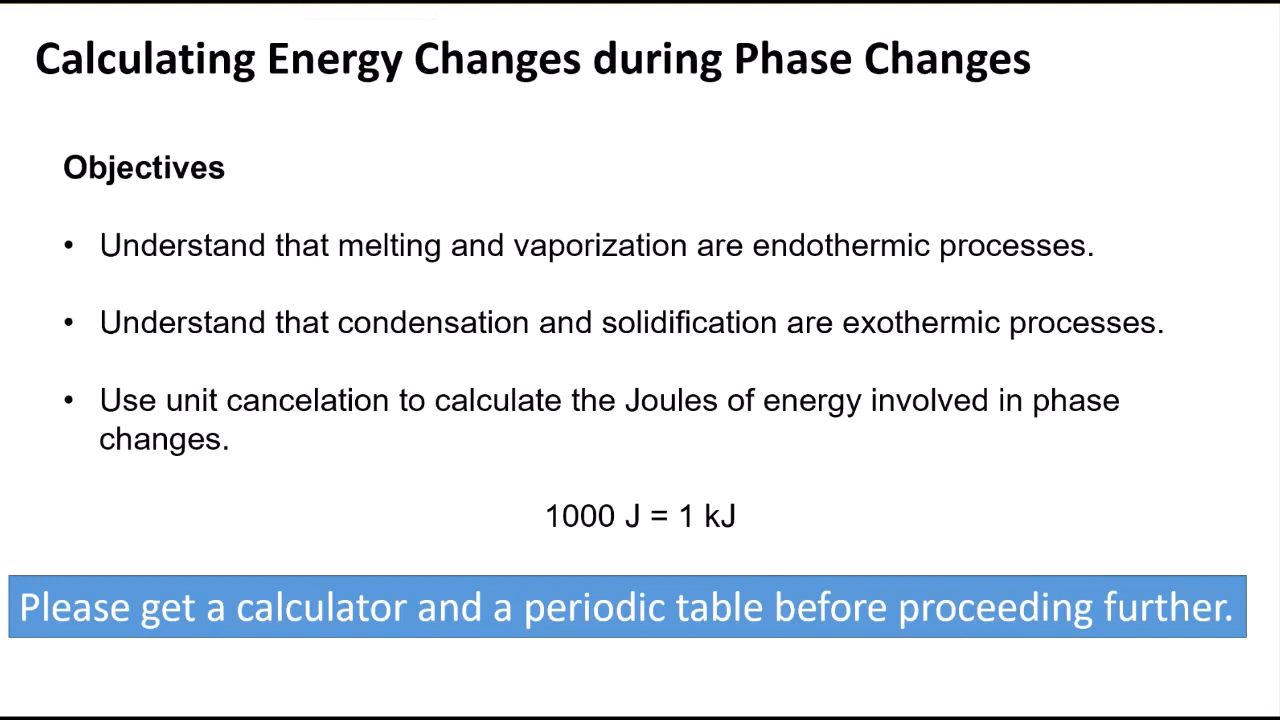 Calculating Energy Changes during Phase Changes
Objectives
• Understand that melting and vaporization are endothermic processes.
• Understand that condensation and solidification are exothermic processes.
• Use unit cancelation to calculate the Joules of energy involved in phase
changes.
1000 J = 1 kJ
Please get a calculator and a periodic table before proceeding further.